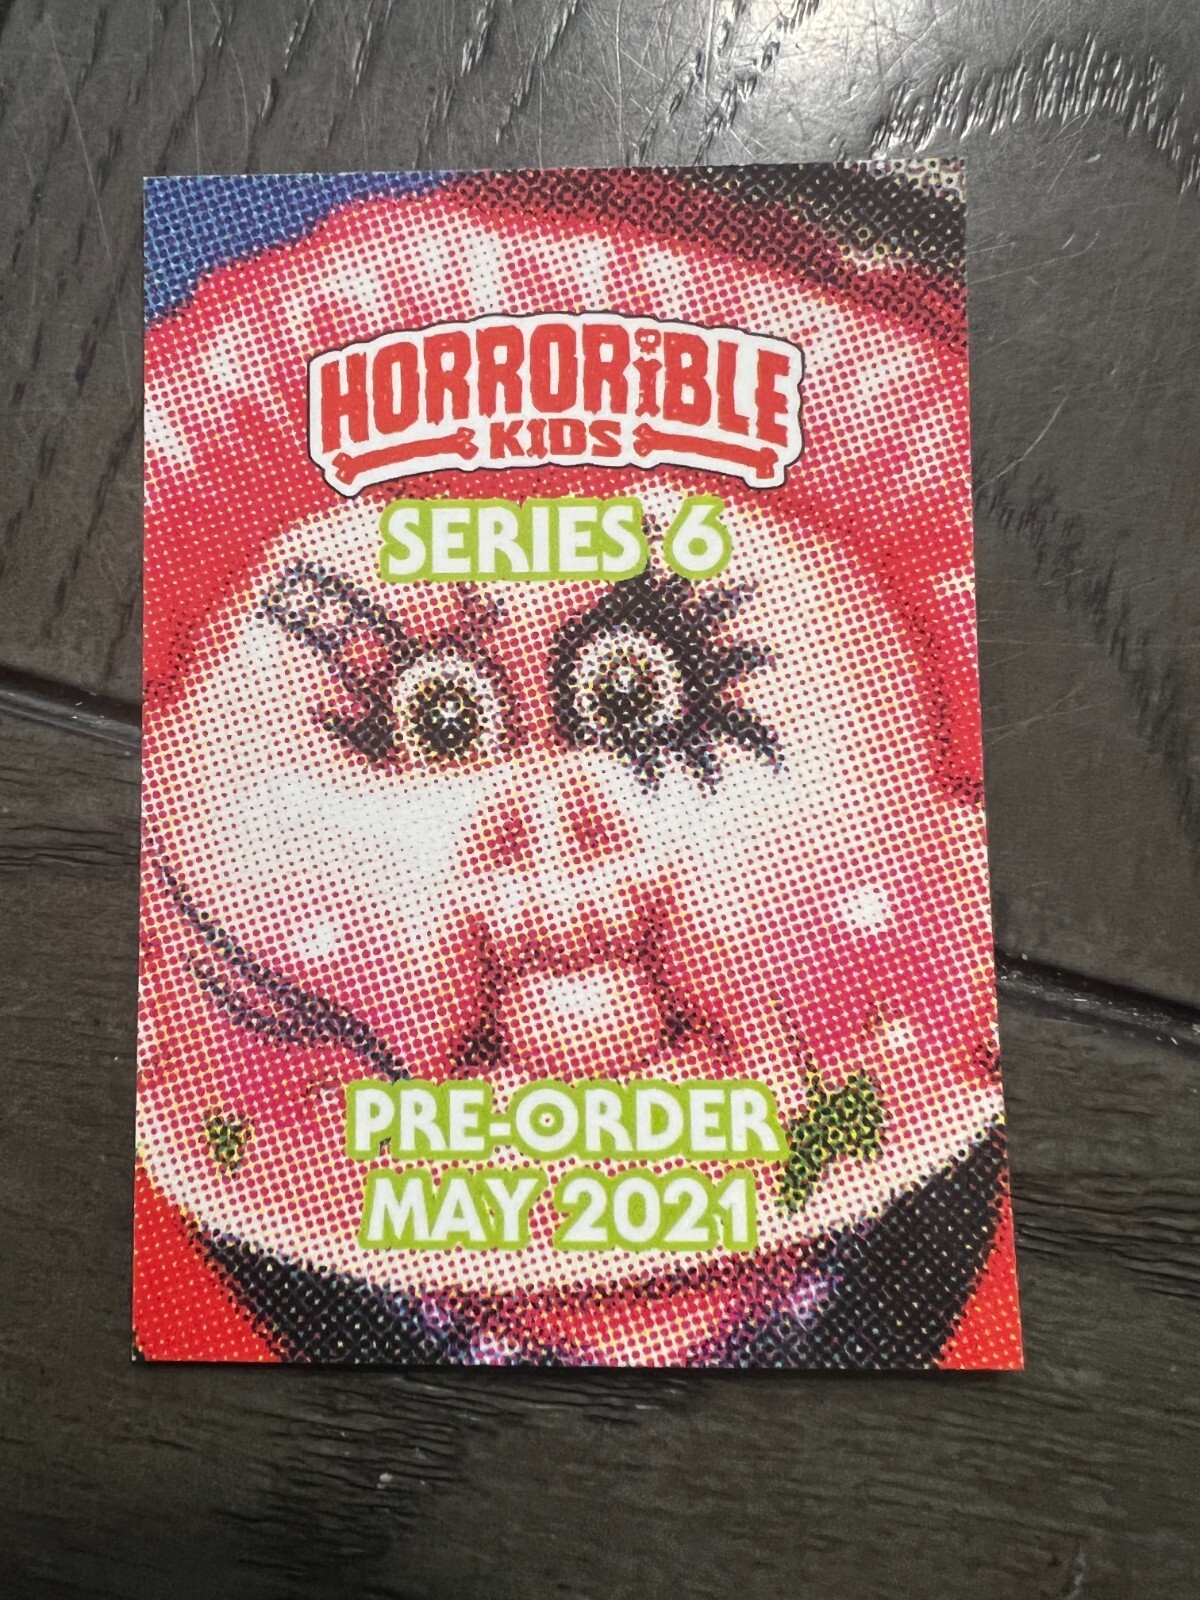 HORRORiBLE
KIDS
SERIES 6
PRE-ORDER
MAY 2021